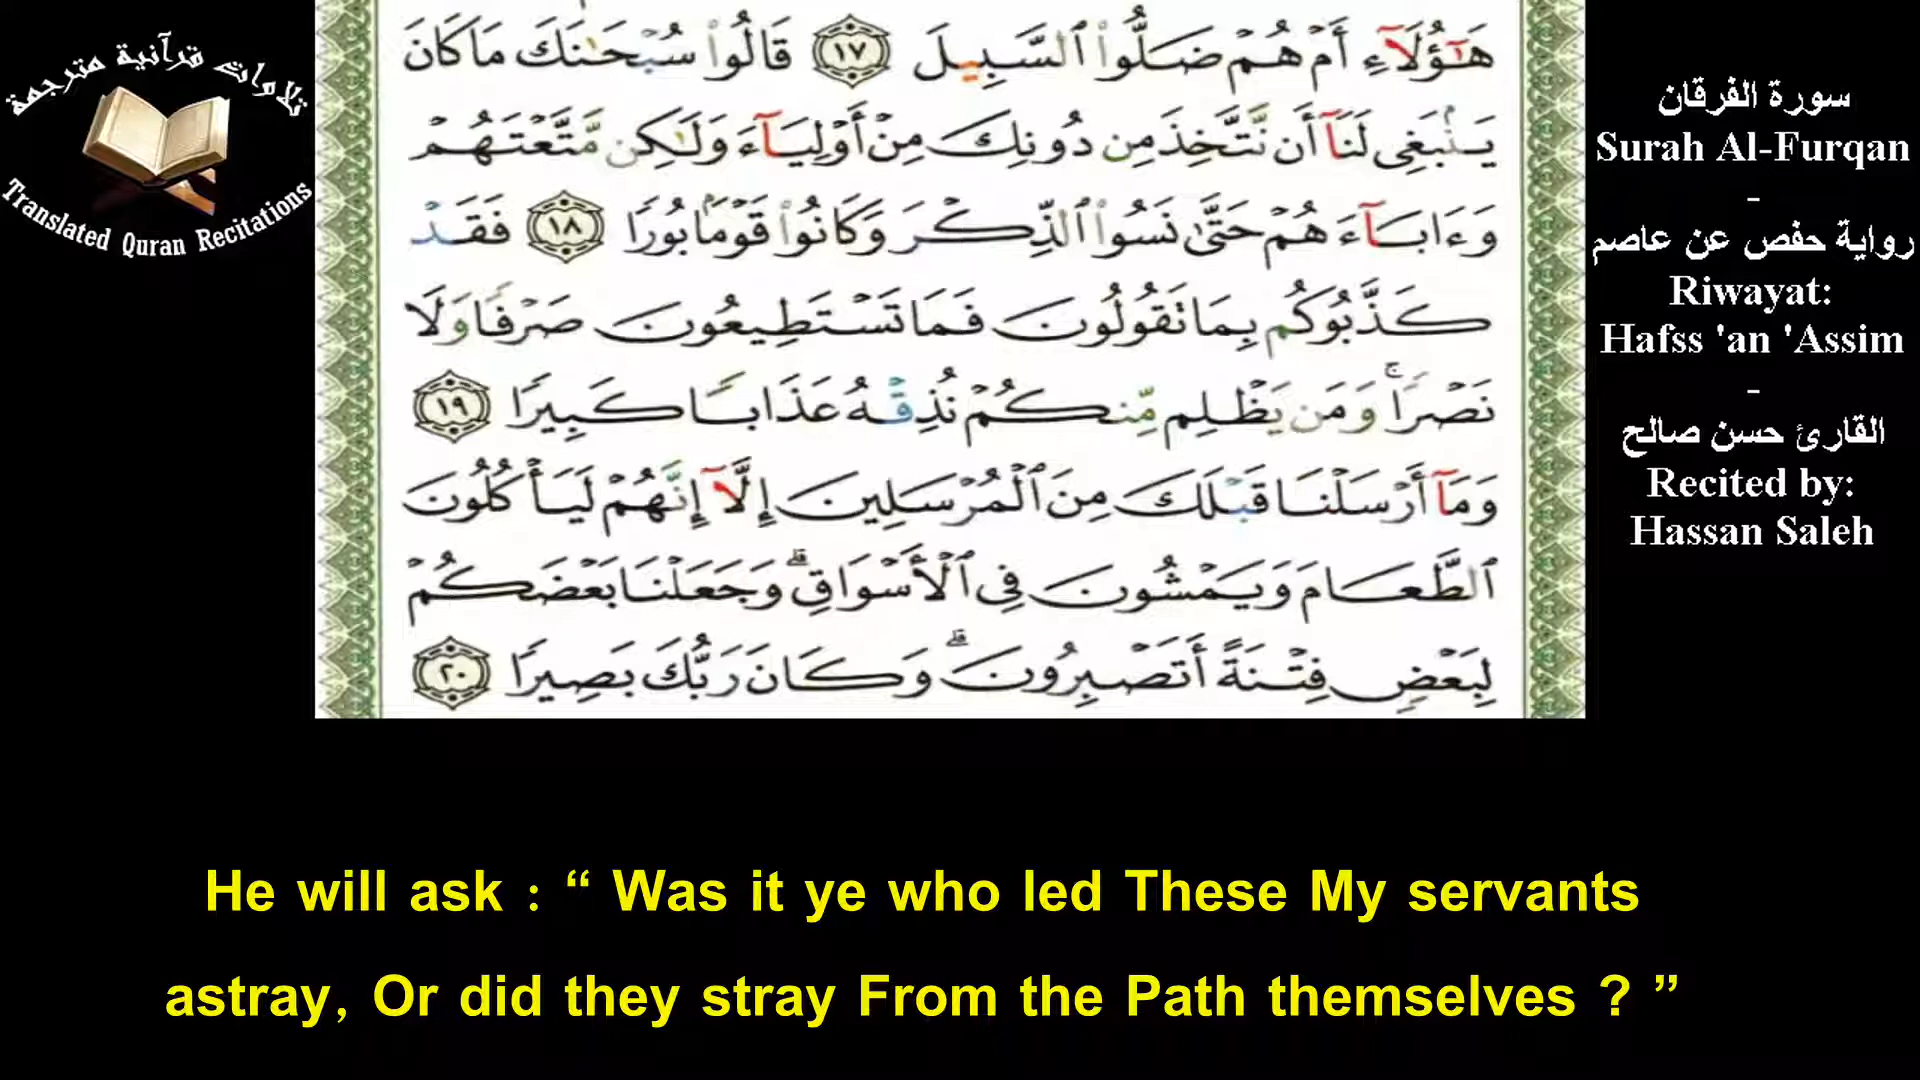 تلاوات قرآنية مترجمة
Translated Quran Recitations
هَٰٓؤُلَآءِ أَمْ هُمْ ضَلُّوا۟ ٱلسَّبِيلَ ١٧ قَالُوا۟ سُبْحَٰنَكَ مَا كَانَ
يَنۢبَغِى لَنَآ أَن نَّتَّخِذَ مِن دُونِكَ مِنْ أَوْلِيَآءَ وَلَٰكِن مَّتَّعْتَهُمْ
وَءَابَآءَهُمْ حَتَّىٰ نَسُوا۟ ٱلذِّكْرَ وَكَانُوا۟ قَوْمًۢا بُورًا ١٨ فَقَدْ
كَذَّبُوكُم بِمَا تَقُولُونَ فَمَا تَسْتَطِيعُونَ صَرْفًا وَلَا
نَصْرًا ۚ وَمَن يَظْلِم مِّنكُمْ نُذِقْهُ عَذَابًا كَبِيرًا ١٩
وَمَآ أَرْسَلْنَا قَبْلَكَ مِنَ ٱلْمُرْسَلِينَ إِلَّآ إِنَّهُمْ لَيَأْكُلُونَ
ٱلطَّعَامَ وَيَمْشُونَ فِى ٱلْأَسْوَاقِ ۗ وَجَعَلْنَا بَعْضَكُمْ
لِبَعْضٍ فِتْنَةً أَتَصْبِرُونَ ۗ وَكَانَ رَبُّكَ بَصِيرًا ٢٠
سورة الفرقان
Surah Al-Furqan
-
رواية حفص عن عاصم
Riwayat:
Hafss 'an 'Assim
-
القارئ حسن صالح
Recited by:
Hassan Saleh
He will ask : “ Was it ye who led These My servants
astray, Or did they stray From the Path themselves ? ”